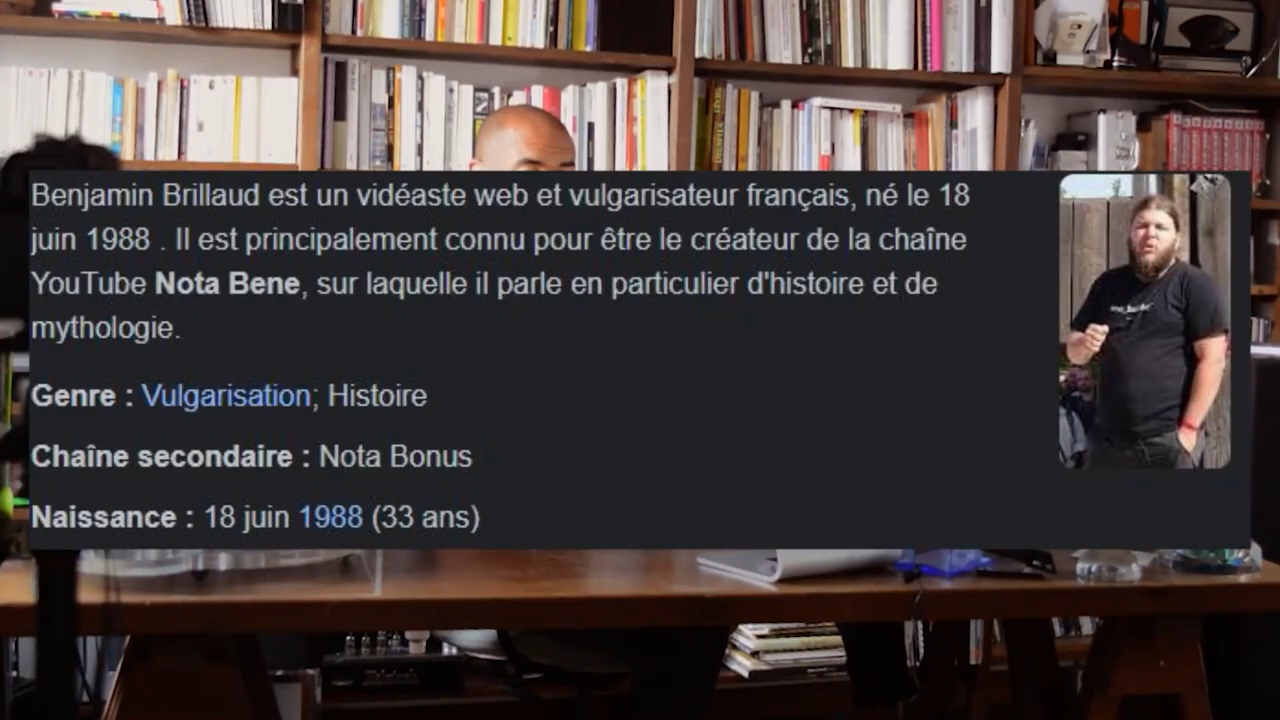 Benjamin Brillaud est un vidéaste web et vulgarisateur français, né le 18
juin 1988 . Il est principalement connu pour être le créateur de la chaîne
YouTube Nota Bene, sur laquelle il parle en particulier d'histoire et de
mythologie.
Genre : Vulgarisation; Histoire
Chaîne secondaire : Nota Bonus
Naissance : 18 juin 1988 (33 ans)